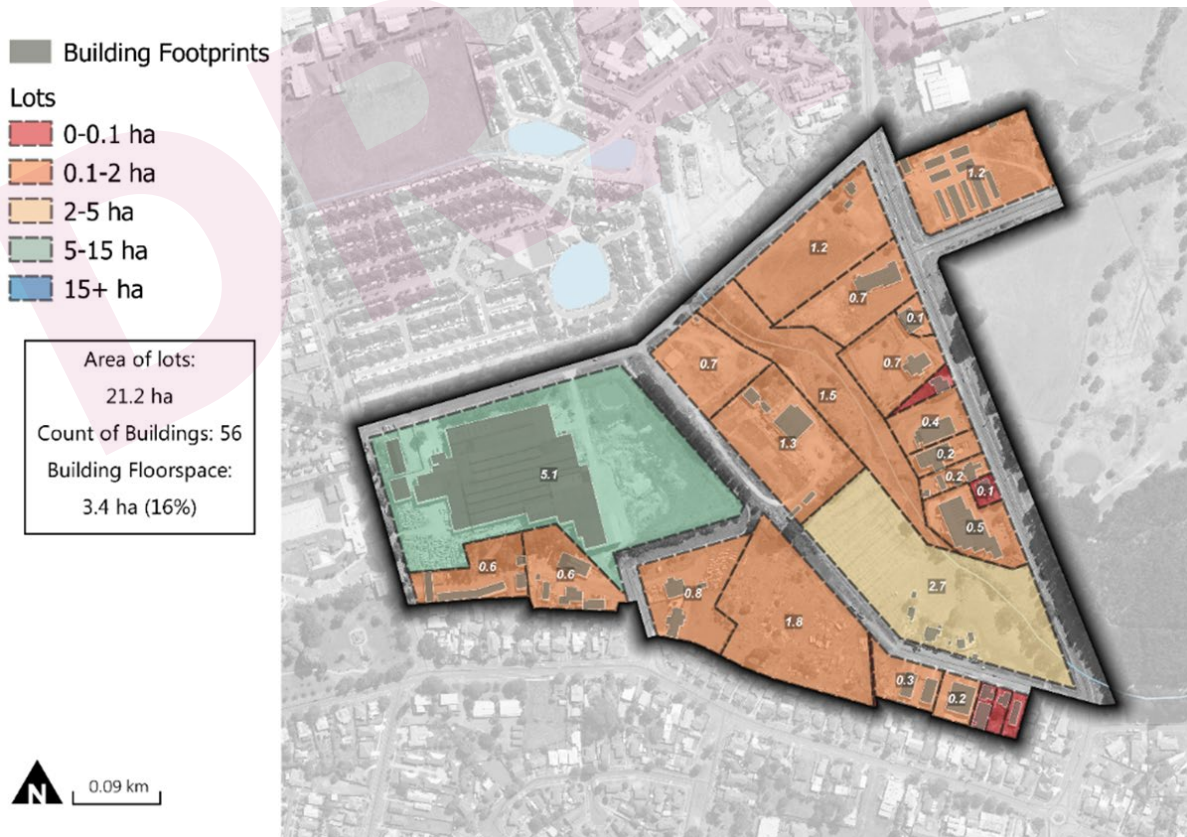 Building Footprints
Lots
0-0.1 ha
0.1-2 ha
2-5 ha
5-15 ha
15+ ha
Area of lots:
21.2 ha
Count of Buildings: 56
Building Floorspace:
3.4 ha (16%)
N
0.09 km
1.2
1.2
0.7
0.1
0.7
0.7
1.5
0.4
1.3
0.2
0.2
0.1
5.1
0.5
0.6
0.6
2.7
0.8
1.8
0.3
0.2
DRA